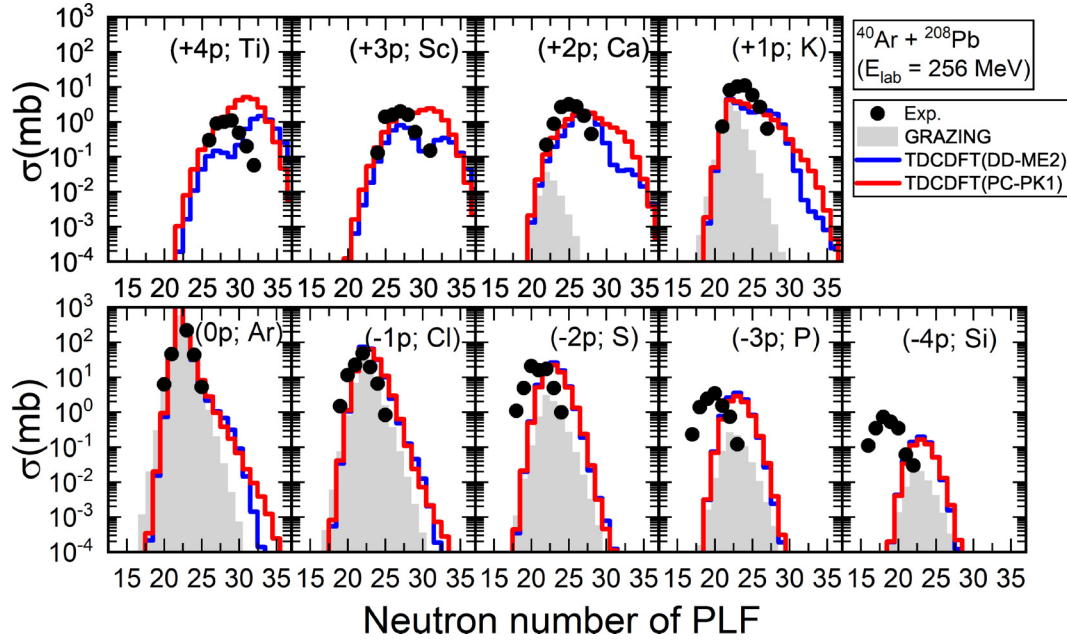 σ(mb)
10³
10²
10¹
10⁰
10⁻¹
10⁻²
10⁻³
10⁻⁴
(+4p; Ti)
(+3p; Sc)
(+2p; Ca)
(+1p; K)
⁴⁰Ar + ²⁰⁸Pb
(E_lab = 256 MeV)
Exp.
GRAZING
TDCDFT(DD-ME2)
TDCDFT(PC-PK1)
15 20 25 30 35 15 20 25 30 35 15 20 25 30 35 15 20 25 30 35
σ(mb)
10³
10²
10¹
10⁰
10⁻¹
10⁻²
10⁻³
10⁻⁴
(0p; Ar)
(-1p; Cl)
(-2p; S)
(-3p; P)
(-4p; Si)
15 20 25 30 15 20 25 30 15 20 25 30 15 20 25 30 15 20 25 30 35
Neutron number of PLF